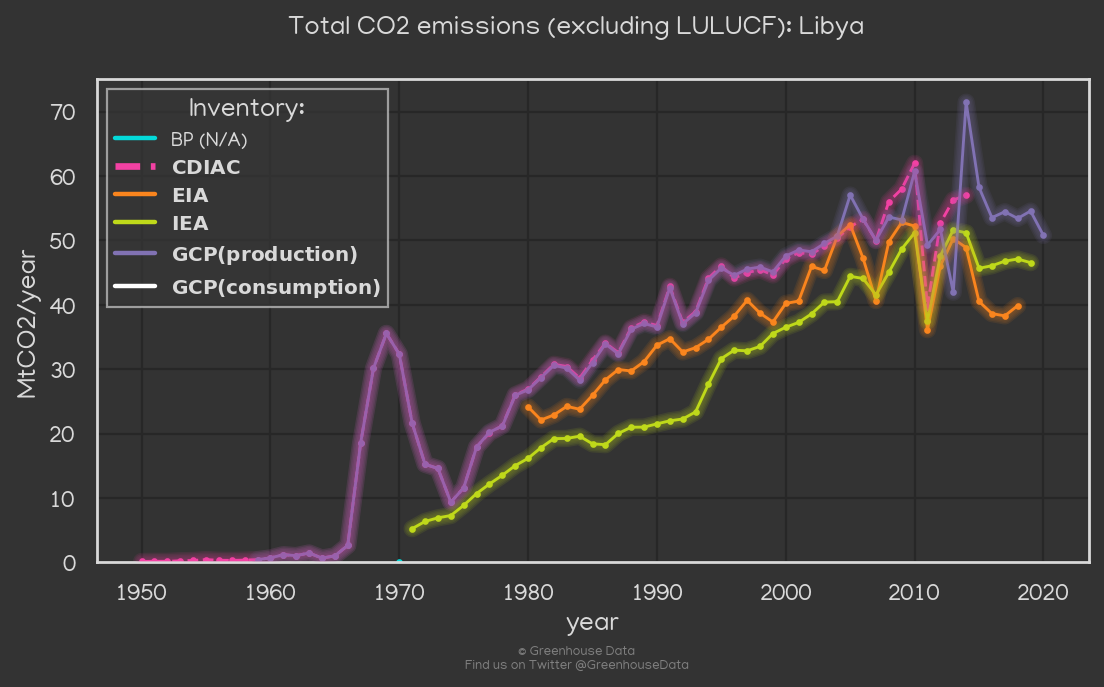 Total CO2 emissions (excluding LULUCF): Libya
MtCO2/year
70
60
50
40
30
20
10
0
Inventory:
BP (N/A)
CDIAC
EIA
IEA
GCP(production)
GCP(consumption)
1950 1960 1970 1980 1990 2000 2010 2020
year
© Greenhouse Data
Find us on Twitter @GreenhouseData